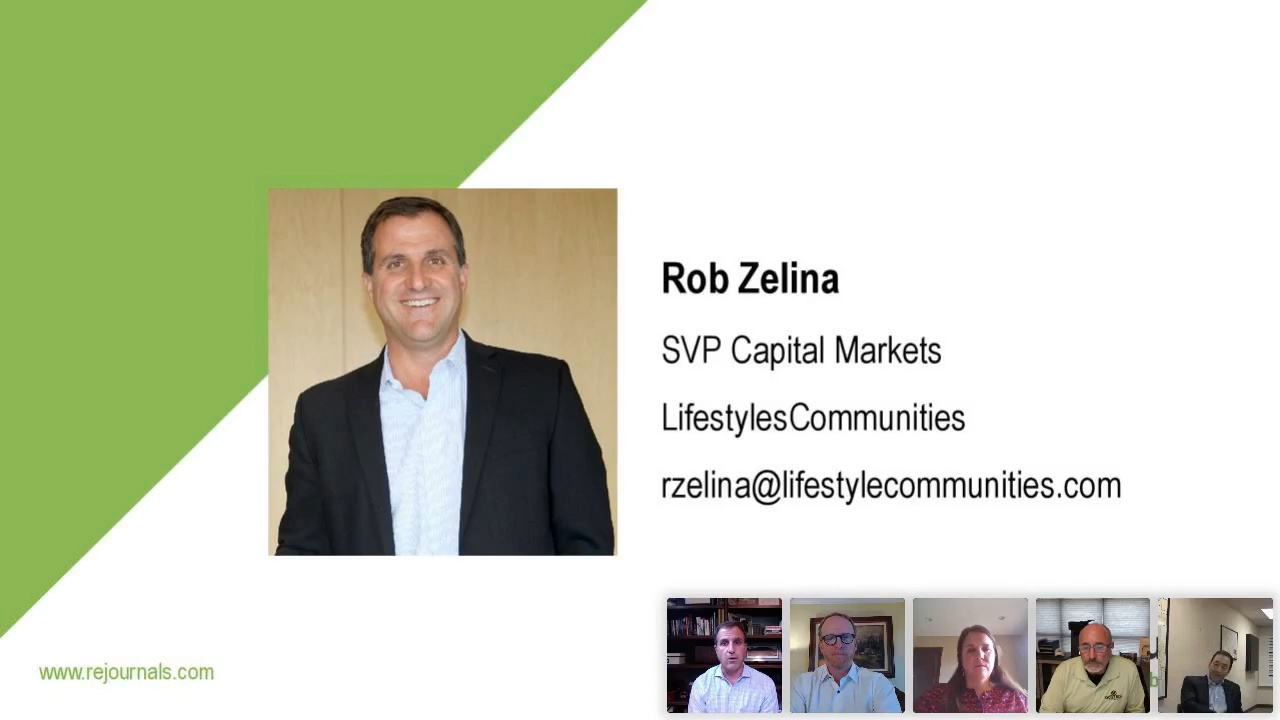 Rob Zelina
SVP Capital Markets
LifestylesCommunities
rzelina@lifestylecommunities.com
www.rejournals.com